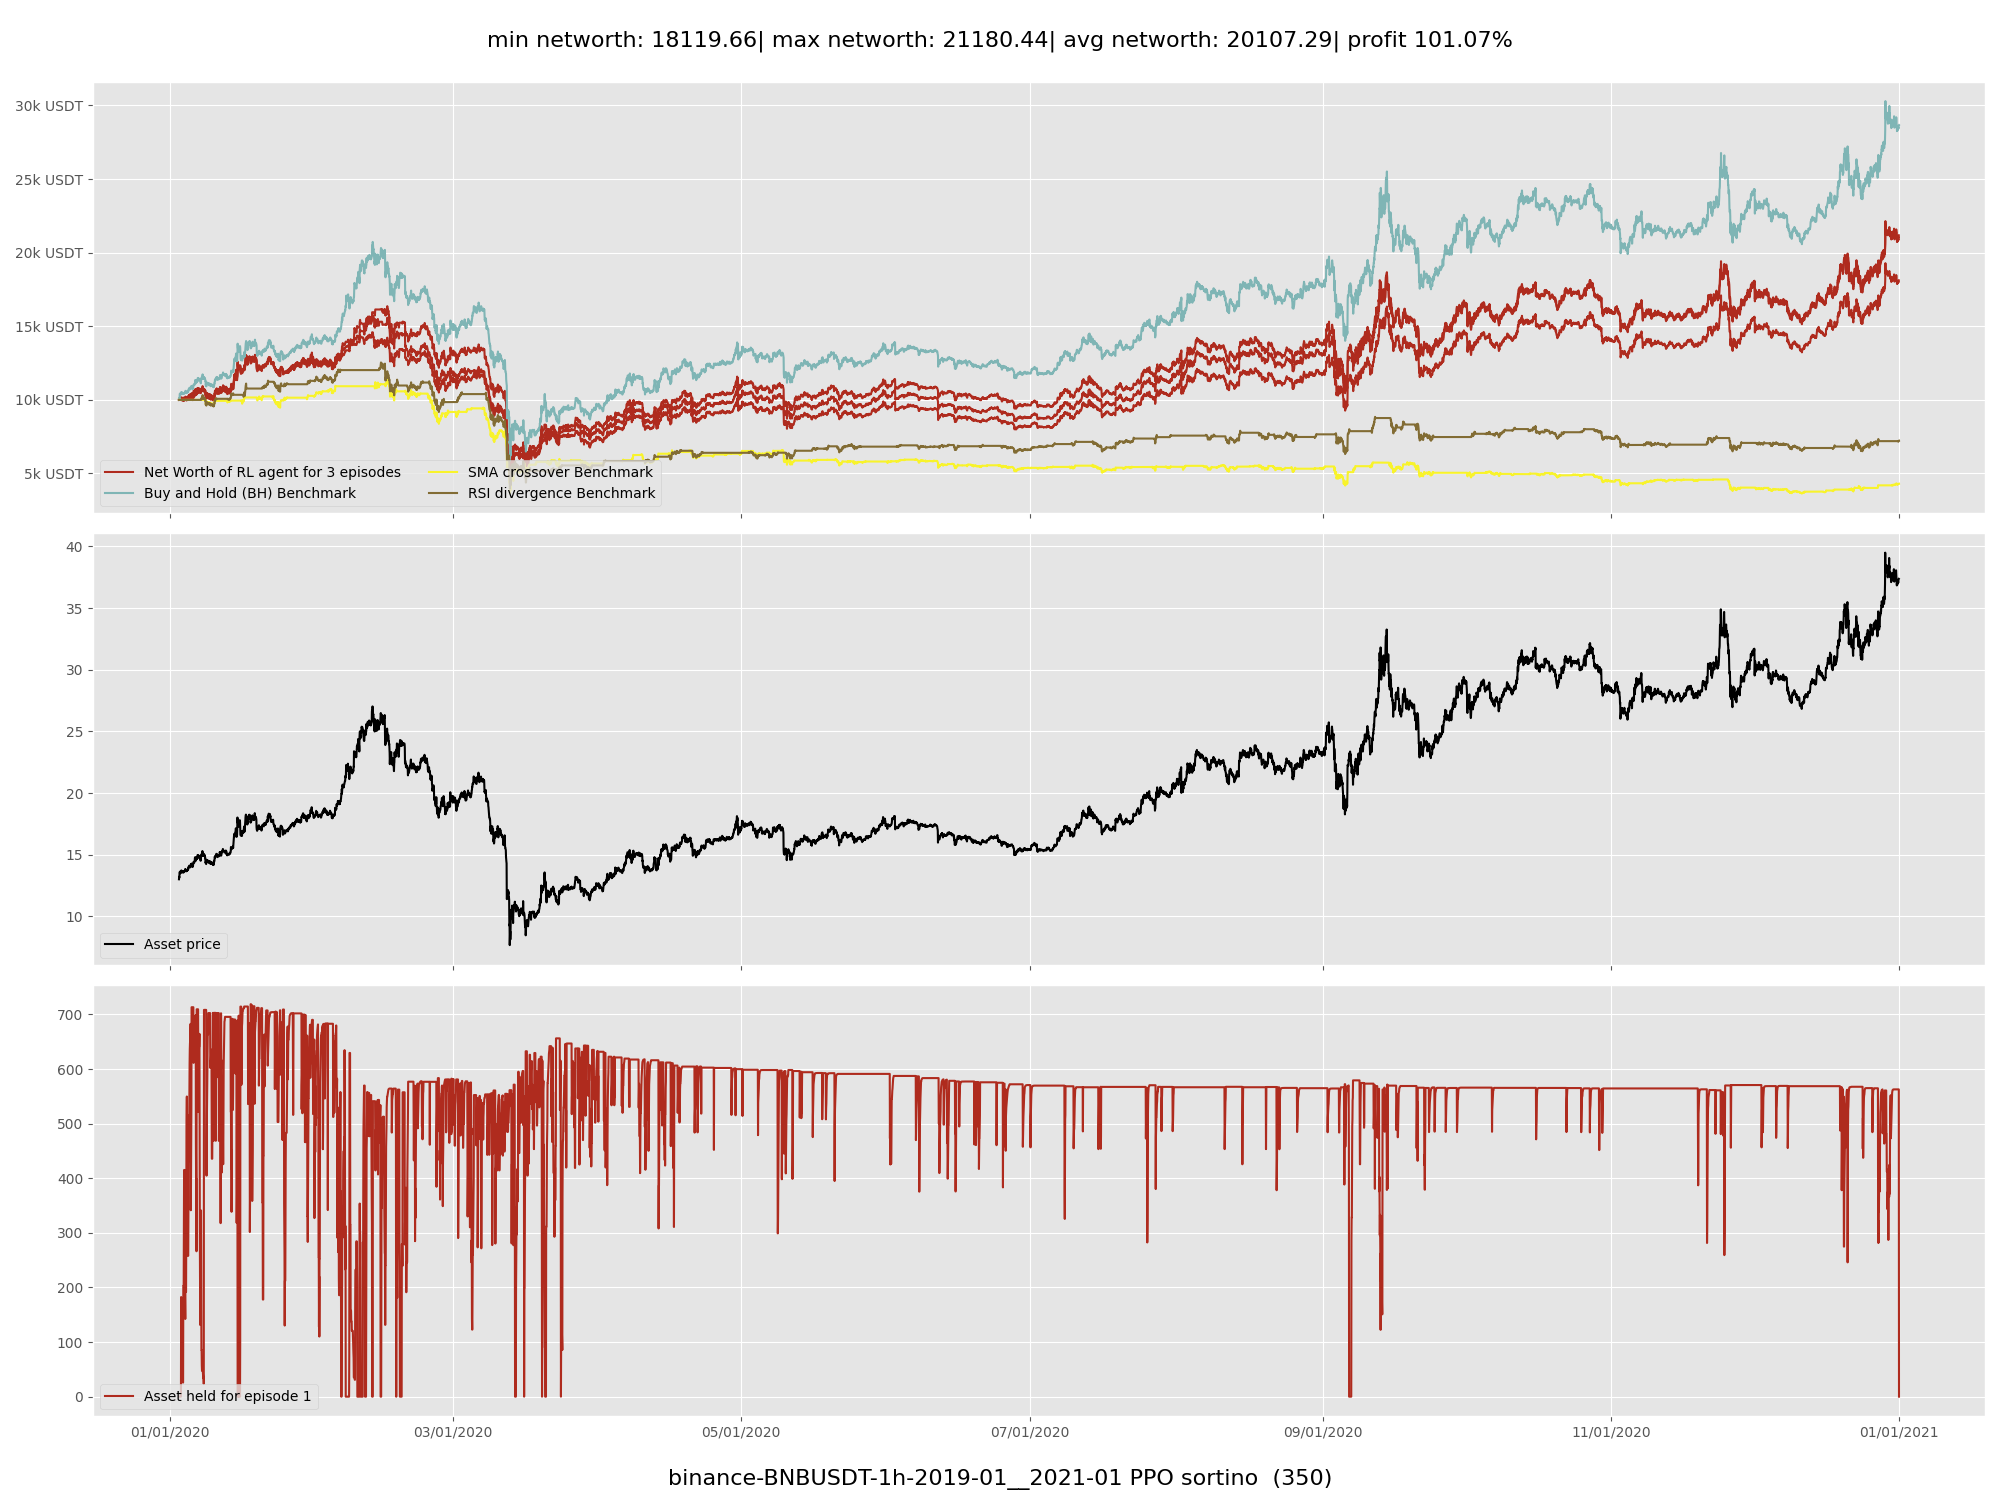 min networth: 18119.66| max networth: 21180.44| avg networth: 20107.29| profit 101.07%
30k USDT
25k USDT
20k USDT
15k USDT
10k USDT
5k USDT
Net Worth of RL agent for 3 episodes
Buy and Hold (BH) Benchmark
SMA crossover Benchmark
RSI divergence Benchmark
40
35
30
25
20
15
10
Asset price
700
600
500
400
300
200
100
0
Asset held for episode 1
01/01/2020 03/01/2020 05/01/2020 07/01/2020 09/01/2020 11/01/2020 01/01/2021
binance-BNBUSDT-1h-2019-01__2021-01 PPO sortino  (350)